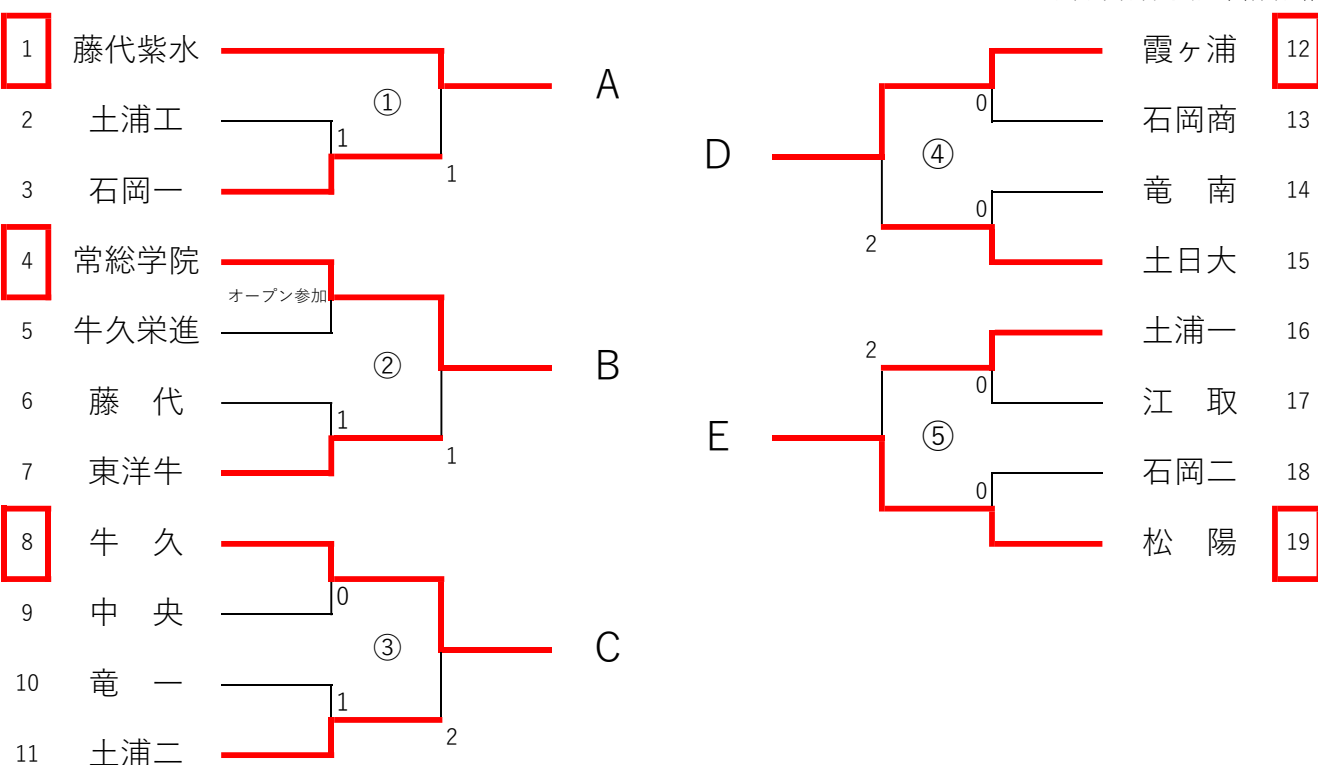 1 藤代紫水
①
A
2 土浦工
1
1
3 石岡一
4 常総学院
オープン参加
5 牛久栄進
②
B
6 藤 代
1
1
7 東洋牛
8 牛 久
0
9 中 央
③
C
10 竜 一
1
2
11 土浦二
霞ヶ浦 12
0
石岡商 13
D
④
竜 南 14
0
2
土日大 15
土浦一 16
2
0
江 取 17
E
⑤
石岡二 18
0
松 陽 19